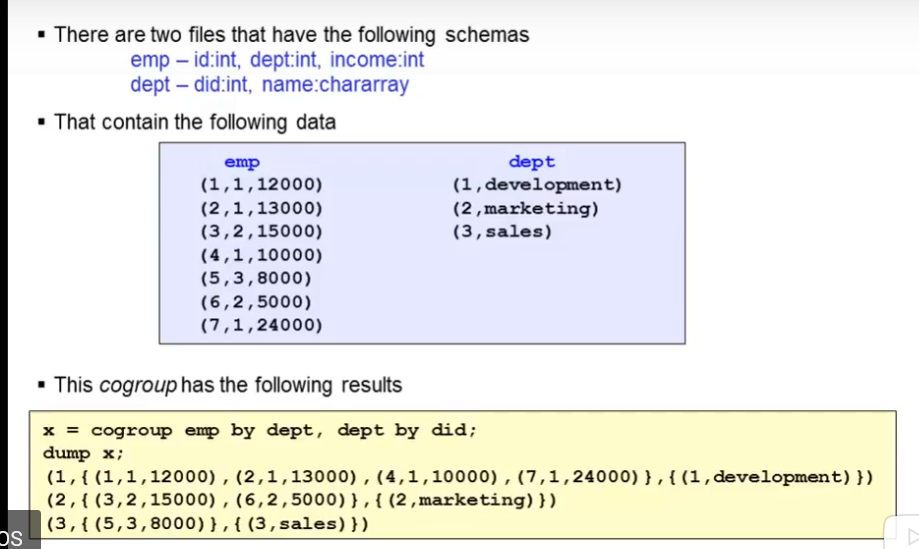 ▪ There are two files that have the following schemas
emp – id:int, dept:int, income:int
dept – did:int, name:chararray
▪ That contain the following data
emp dept
(1,1,12000) (1,development)
(2,1,13000) (2,marketing)
(3,2,15000) (3,sales)
(4,1,10000)
(5,3,8000)
(6,2,5000)
(7,1,24000)
▪ This cogroup has the following results
x = cogroup emp by dept, dept by did;
dump x;
(1,{(1,1,12000),(2,1,13000),(4,1,10000),(7,1,24000)},{(1,development)})
(2,{(3,2,15000),(6,2,5000)},{(2,marketing)})
(3,{(5,3,8000)},{(3,sales)})
os